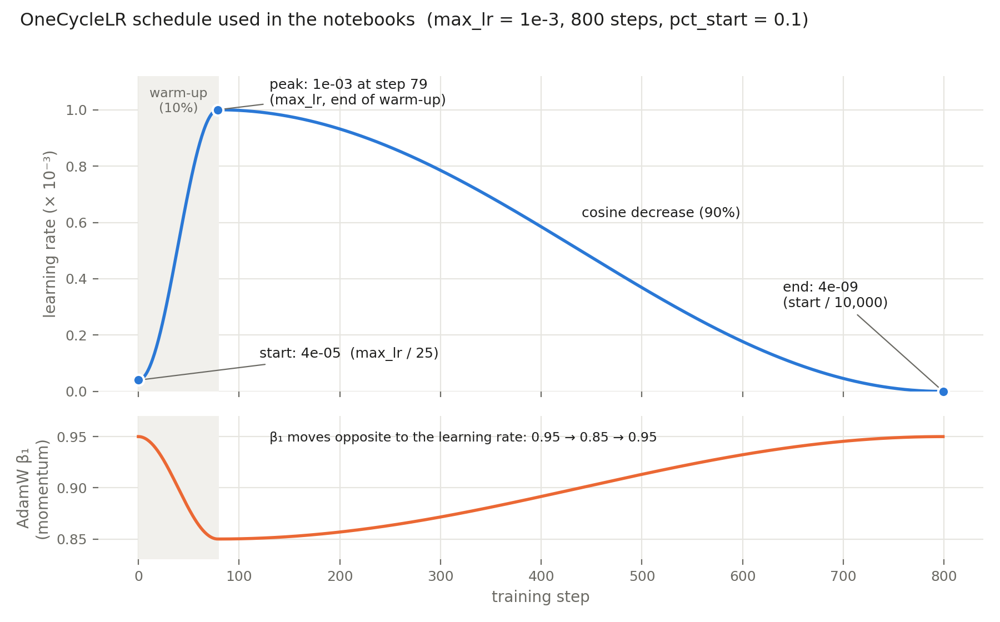 OneCycleLR schedule used in the notebooks  (max_lr = 1e-3, 800 steps, pct_start = 0.1)
warm-up
(10%)
peak: 1e-03 at step 79
(max_lr, end of warm-up)
learning rate (× 10⁻³)
1.0
0.8
0.6
0.4
0.2
0.0
cosine decrease (90%)
end: 4e-09
(start / 10,000)
start: 4e-05  (max_lr / 25)
AdamW β₁
(momentum)
0.95
0.90
0.85
β₁ moves opposite to the learning rate: 0.95 → 0.85 → 0.95
0 100 200 300 400 500 600 700 800
training step